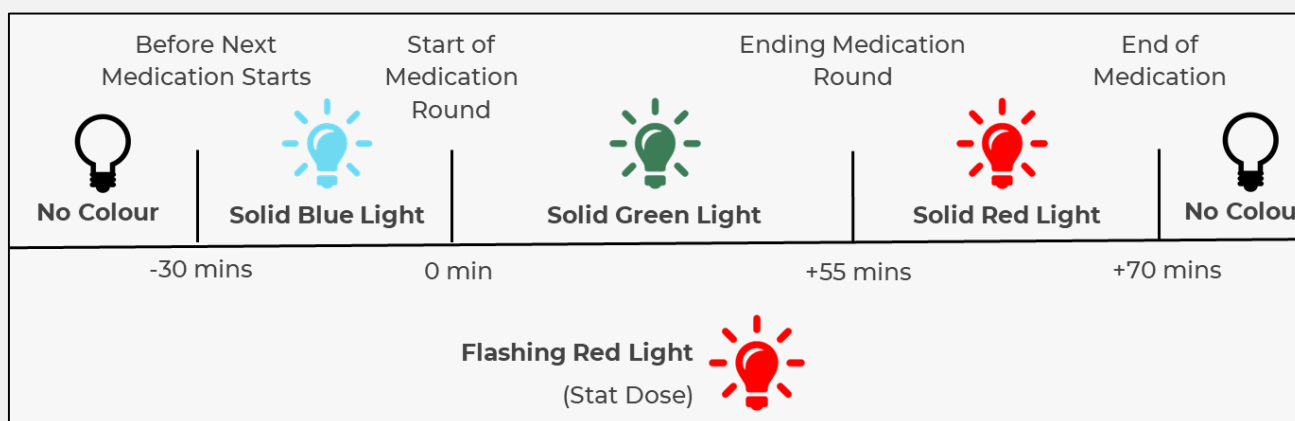 Before Next
Medication Starts
Start of
Medication
Round
Ending Medication
Round
End of
Medication
No Colour
Solid Blue Light
Solid Green Light
Solid Red Light
No Colou
-30 mins
0 min
+55 mins
+70 mins
Flashing Red Light
(Stat Dose)